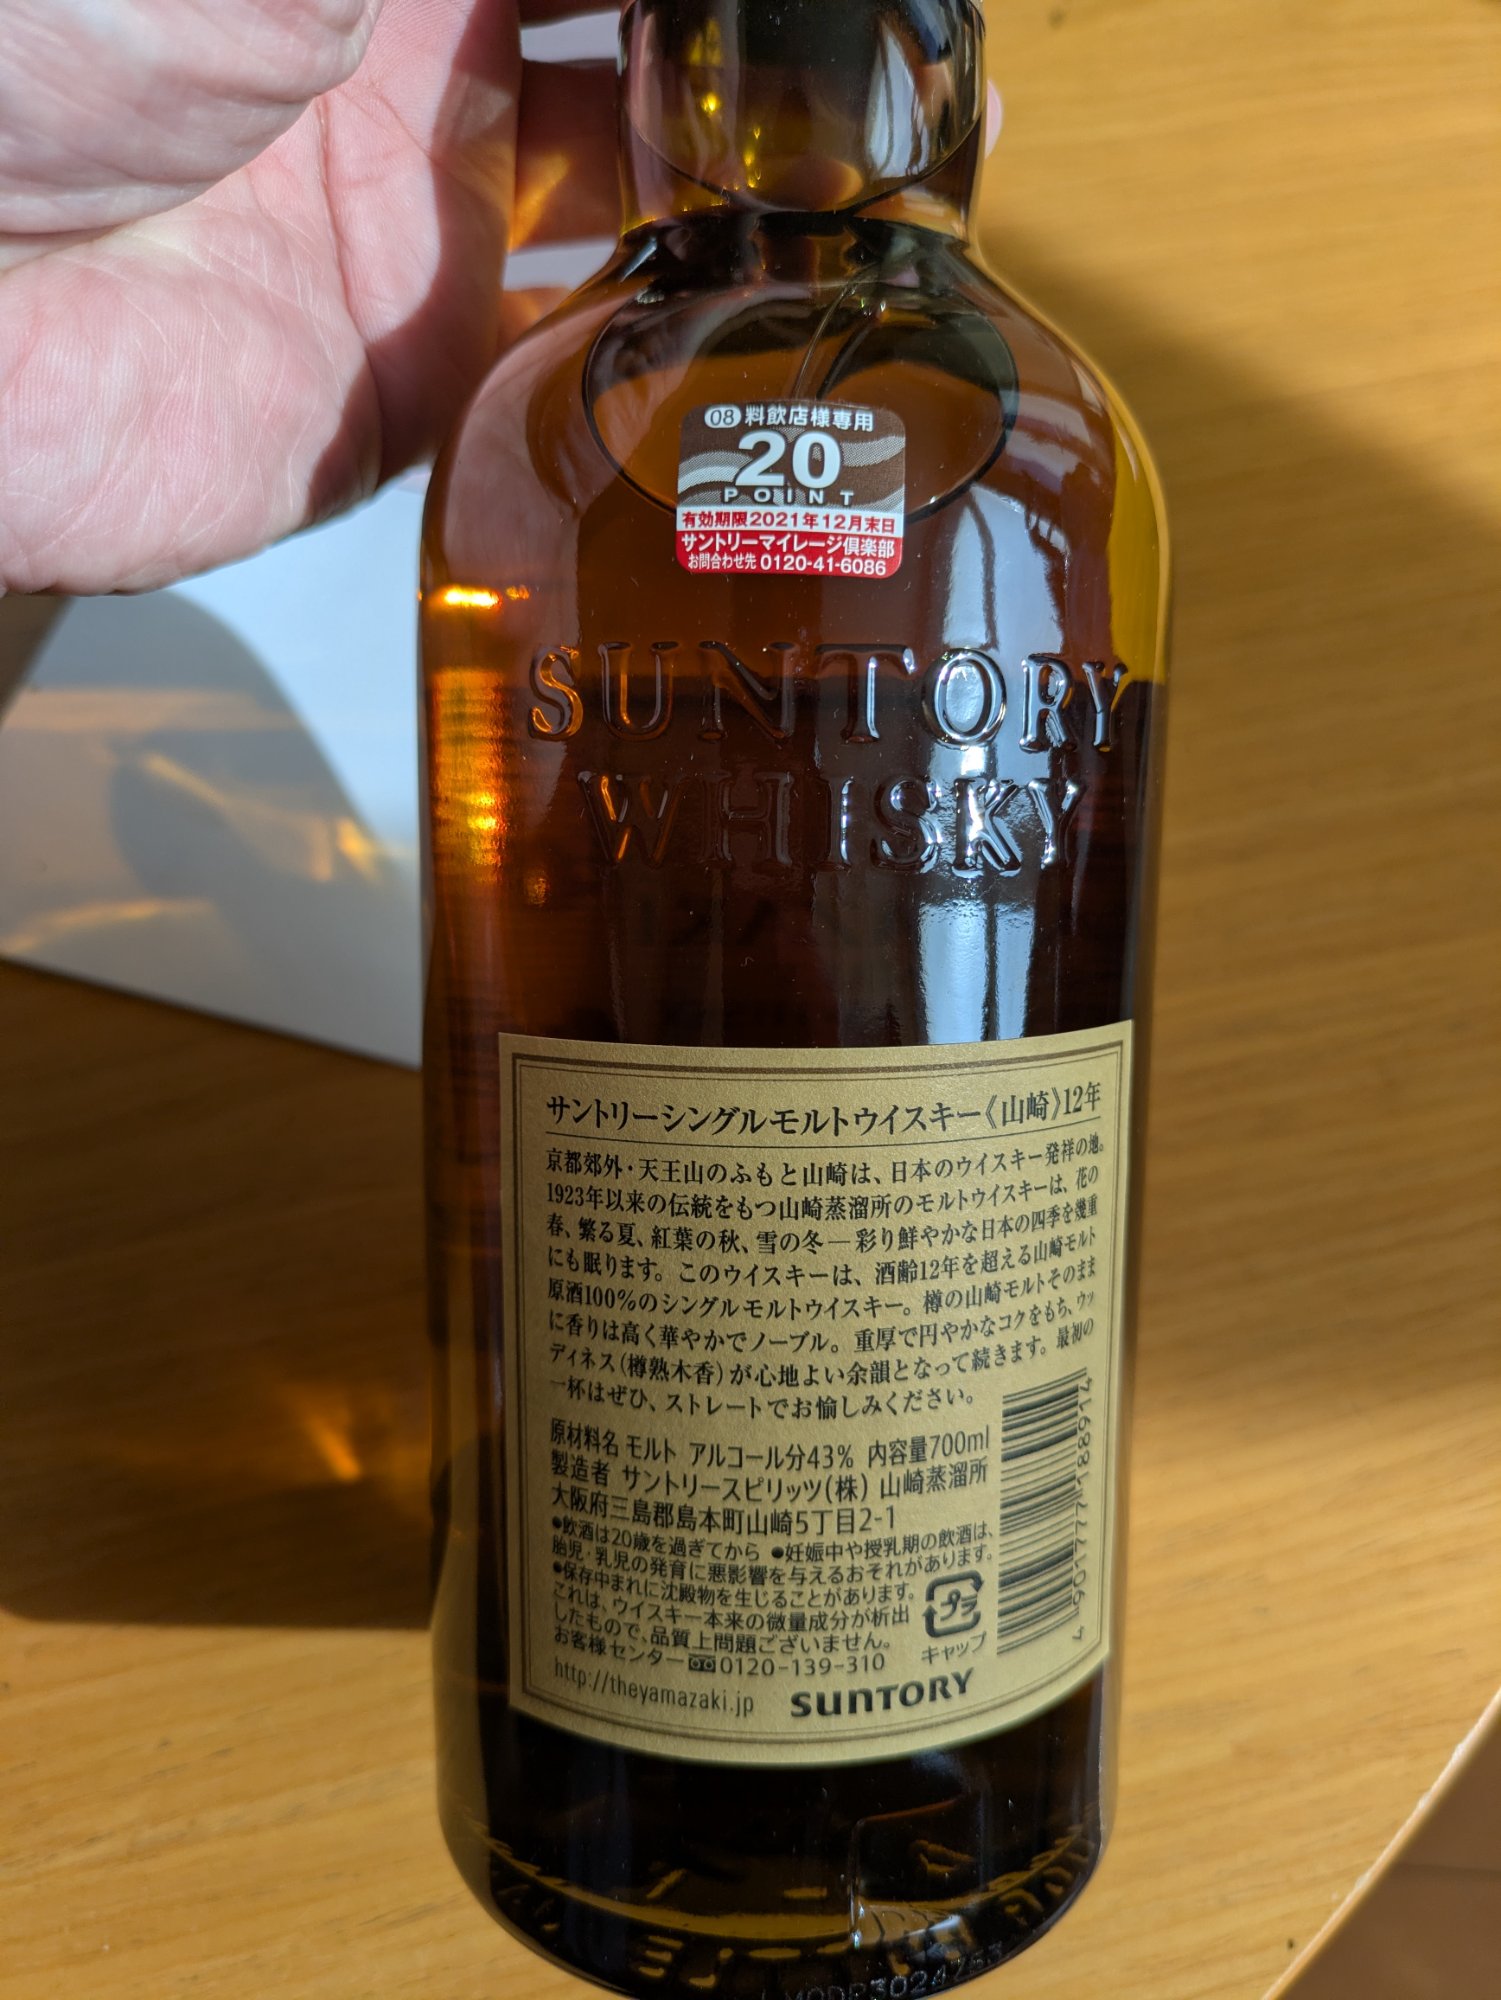 08 料飲店様専用
20
POINT
有効期限2021年12月末日
サントリーマイレージ倶楽部
お問合わせ先 0120-41-6086
SUNTORY
WHISKY
サントリーシングルモルトウイスキー《山崎》12年
京都郊外・天王山のふもと山崎は、日本のウイスキー発祥の地。
1923年以来の伝統をもつ山崎蒸溜所のモルトウイスキーは、花の
春、繁る夏、紅葉の秋、雪の冬—彩り鮮やかな日本の四季を幾重
にも眠ります。このウイスキーは、酒齢12年を超える山崎モルト
原酒100%のシングルモルトウイスキー。樽の山崎モルトそのまま
に香りは高く華やかでノーブル。重厚で円やかなコクをもち、ウッ
ディネス(樽熟木香)が心地よい余韻となって続きます。最初の
一杯はぜひ、ストレートでお愉しみください。
原材料名 モルト アルコール分43% 内容量700ml
製造者 サントリースピリッツ(株) 山崎蒸溜所
大阪府三島郡島本町山崎5丁目2-1
●飲酒は20歳を過ぎてから ●妊娠中や授乳期の飲酒は、
胎児・乳児の発育に悪影響を与えるおそれがあります。
●保存中まれに沈殿物を生じることがあります。
これは、ウイスキー本来の微量成分が析出
したもので、品質上問題ございません。
お客様センター 0120-139-310
http://theyamazaki.jp
SUNTORY
プラ
キャップ